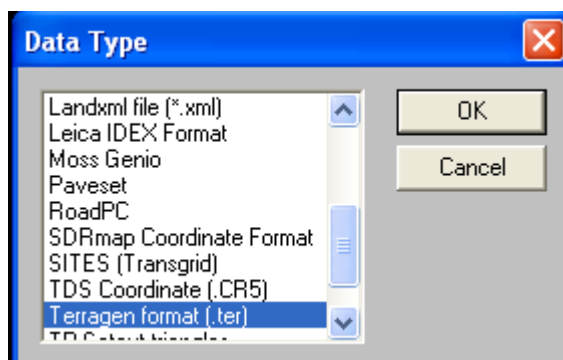 Data Type
Landxml file (*.xml)
Leica IDEX Format
Moss Genio
Paveset
RoadPC
SDRmap Coordinate Format
SITES (Transgrid)
TDS Coordinate (.CR5)
Terragen format (.ter)
OK
Cancel